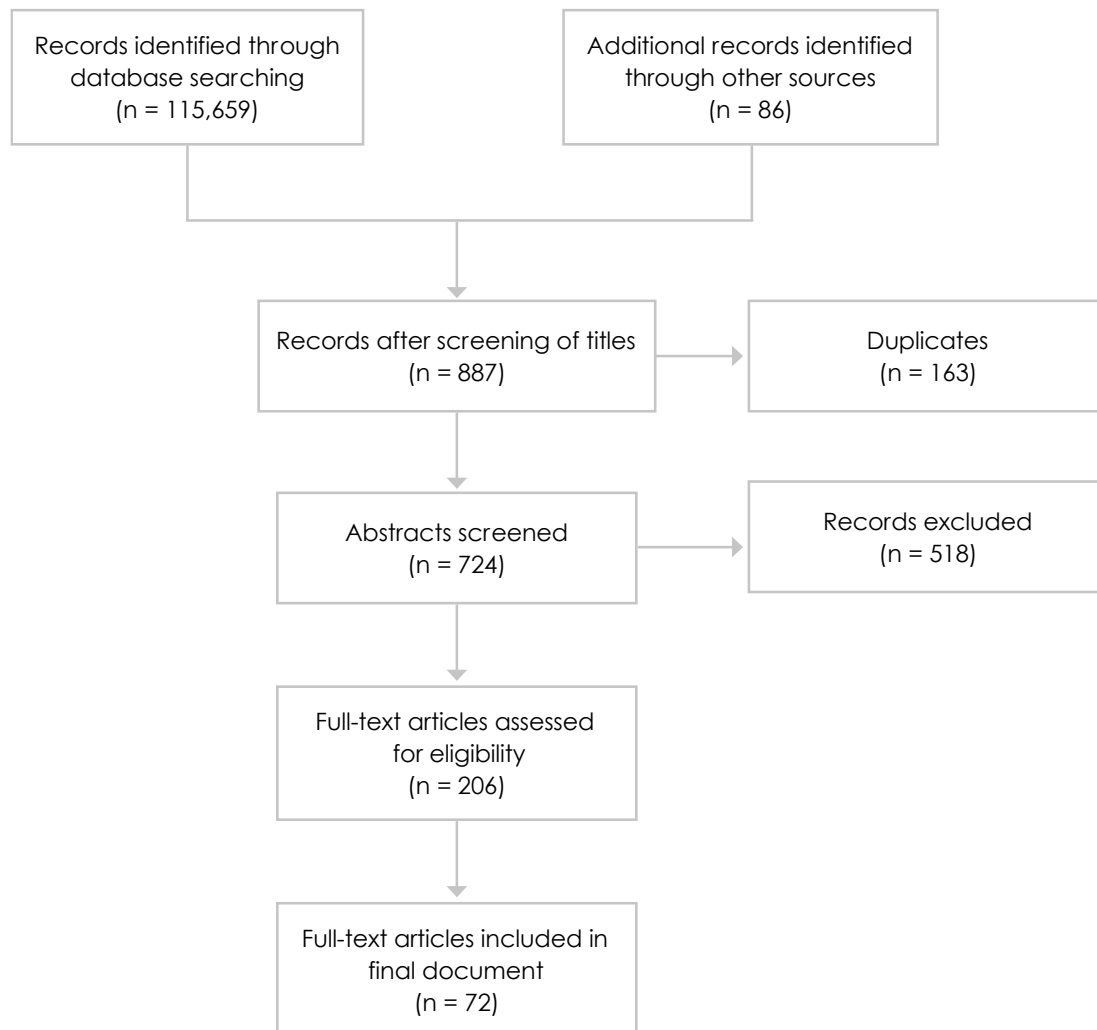 Records identified through
database searching
(n = 115,659)
Additional records identified
through other sources
(n = 86)
Records after screening of titles
(n = 887)
Duplicates
(n = 163)
Abstracts screened
(n = 724)
Records excluded
(n = 518)
Full-text articles assessed
for eligibility
(n = 206)
Full-text articles included in
final document
(n = 72)